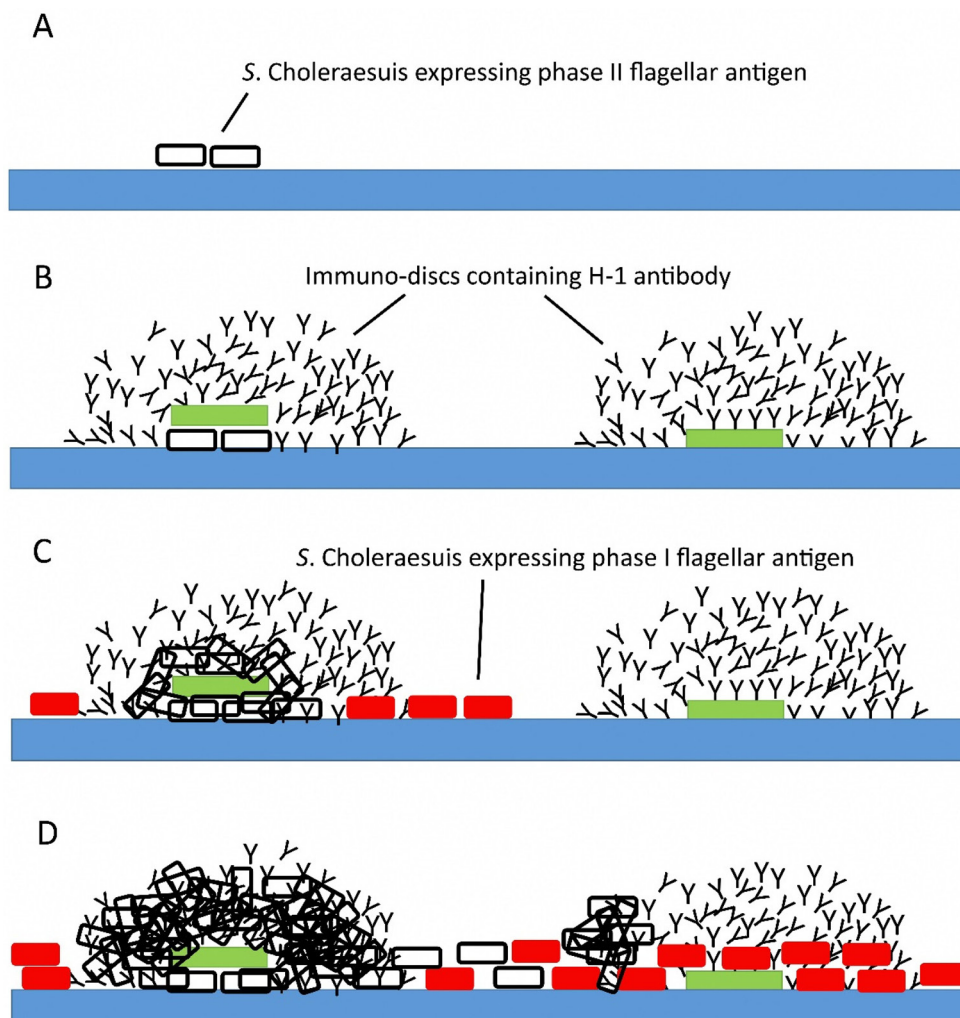 A
S. Choleraesuis expressing phase II flagellar antigen
B
Immuno-discs containing H-1 antibody
C
S. Choleraesuis expressing phase I flagellar antigen
D